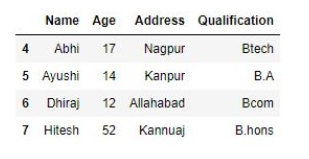 Name Age Address Qualification
4 Abhi 17 Nagpur Btech
5 Ayushi 14 Kanpur B.A
6 Dhiraj 12 Allahabad Bcom
7 Hitesh 52 Kannuaj B.hons